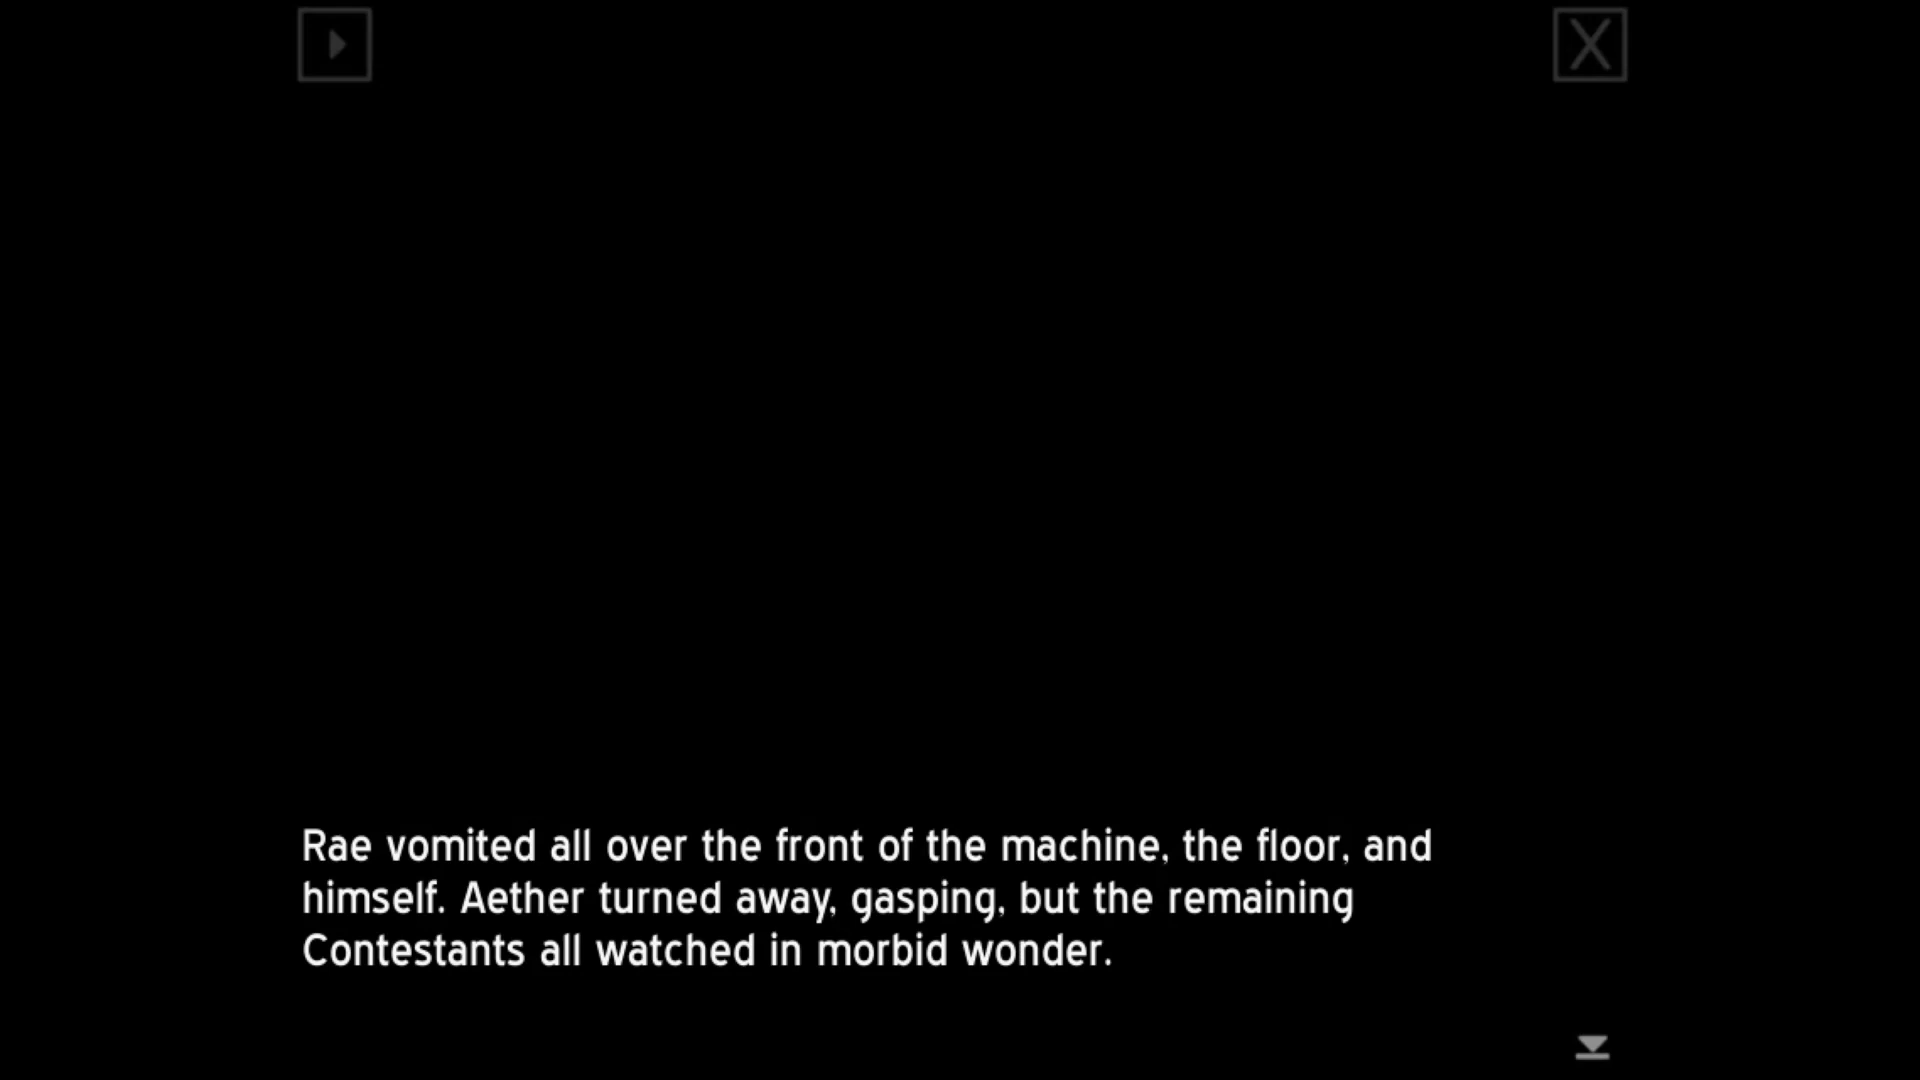 X
Rae vomited all over the front of the machine, the floor, and
himself. Aether turned away, gasping, but the remaining
Contestants all watched in morbid wonder.